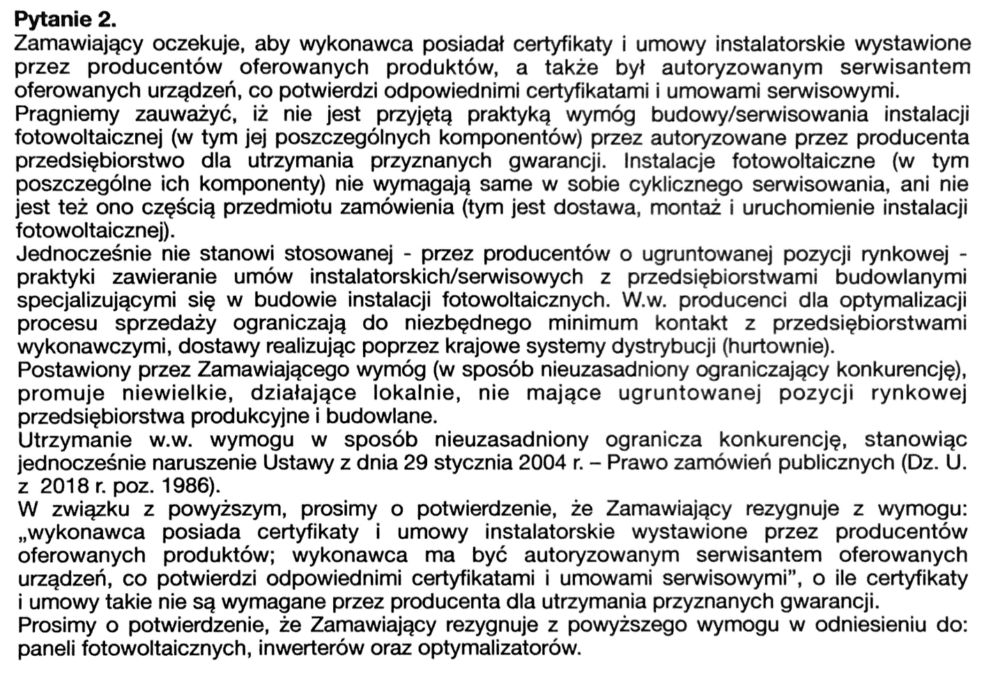 Pytanie 2.
Zamawiający oczekuje, aby wykonawca posiadał certyfikaty i umowy instalatorskie wystawione
przez producentów oferowanych produktów, a także był autoryzowanym serwisantem
oferowanych urządzeń, co potwierdzi odpowiednimi certyfikatami i umowami serwisowymi.
Pragniemy zauważyć, iż nie jest przyjętą praktyką wymóg budowy/serwisowania instalacji
fotowoltaicznej (w tym jej poszczególnych komponentów) przez autoryzowane przez producenta
przedsiębiorstwo dla utrzymania przyznanych gwarancji. Instalacje fotowoltaiczne (w tym
poszczególne ich komponenty) nie wymagają same w sobie cyklicznego serwisowania, ani nie
jest też ono częścią przedmiotu zamówienia (tym jest dostawa, montaż i uruchomienie instalacji
fotowoltaicznej).
Jednocześnie nie stanowi stosowanej - przez producentów o ugruntowanej pozycji rynkowej -
praktyki zawieranie umów instalatorskich/serwisowych z przedsiębiorstwami budowlanymi
specjalizującymi się w budowie instalacji fotowoltaicznych. W.w. producenci dla optymalizacji
procesu sprzedaży ograniczają do niezbędnego minimum kontakt z przedsiębiorstwami
wykonawczymi, dostawy realizując poprzez krajowe systemy dystrybucji (hurtownie).
Postawiony przez Zamawiającego wymóg (w sposób nieuzasadniony ograniczający konkurencję),
promuje niewielkie, działające lokalnie, nie mające ugruntowanej pozycji rynkowej
przedsiębiorstwa produkcyjne i budowlane.
Utrzymanie w.w. wymogu w sposób nieuzasadniony ogranicza konkurencję, stanowiąc
jednocześnie naruszenie Ustawy z dnia 29 stycznia 2004 r. – Prawo zamówień publicznych (Dz. U.
z 2018 r. poz. 1986).
W związku z powyższym, prosimy o potwierdzenie, że Zamawiający rezygnuje z wymogu:
„wykonawca posiada certyfikaty i umowy instalatorskie wystawione przez producentów
oferowanych produktów; wykonawca ma być autoryzowanym serwisantem oferowanych
urządzeń, co potwierdzi odpowiednimi certyfikatami i umowami serwisowymi”, o ile certyfikaty
i umowy takie nie są wymagane przez producenta dla utrzymania przyznanych gwarancji.
Prosimy o potwierdzenie, że Zamawiający rezygnuje z powyższego wymogu w odniesieniu do:
paneli fotowoltaicznych, inwerterów oraz optymalizatorów.